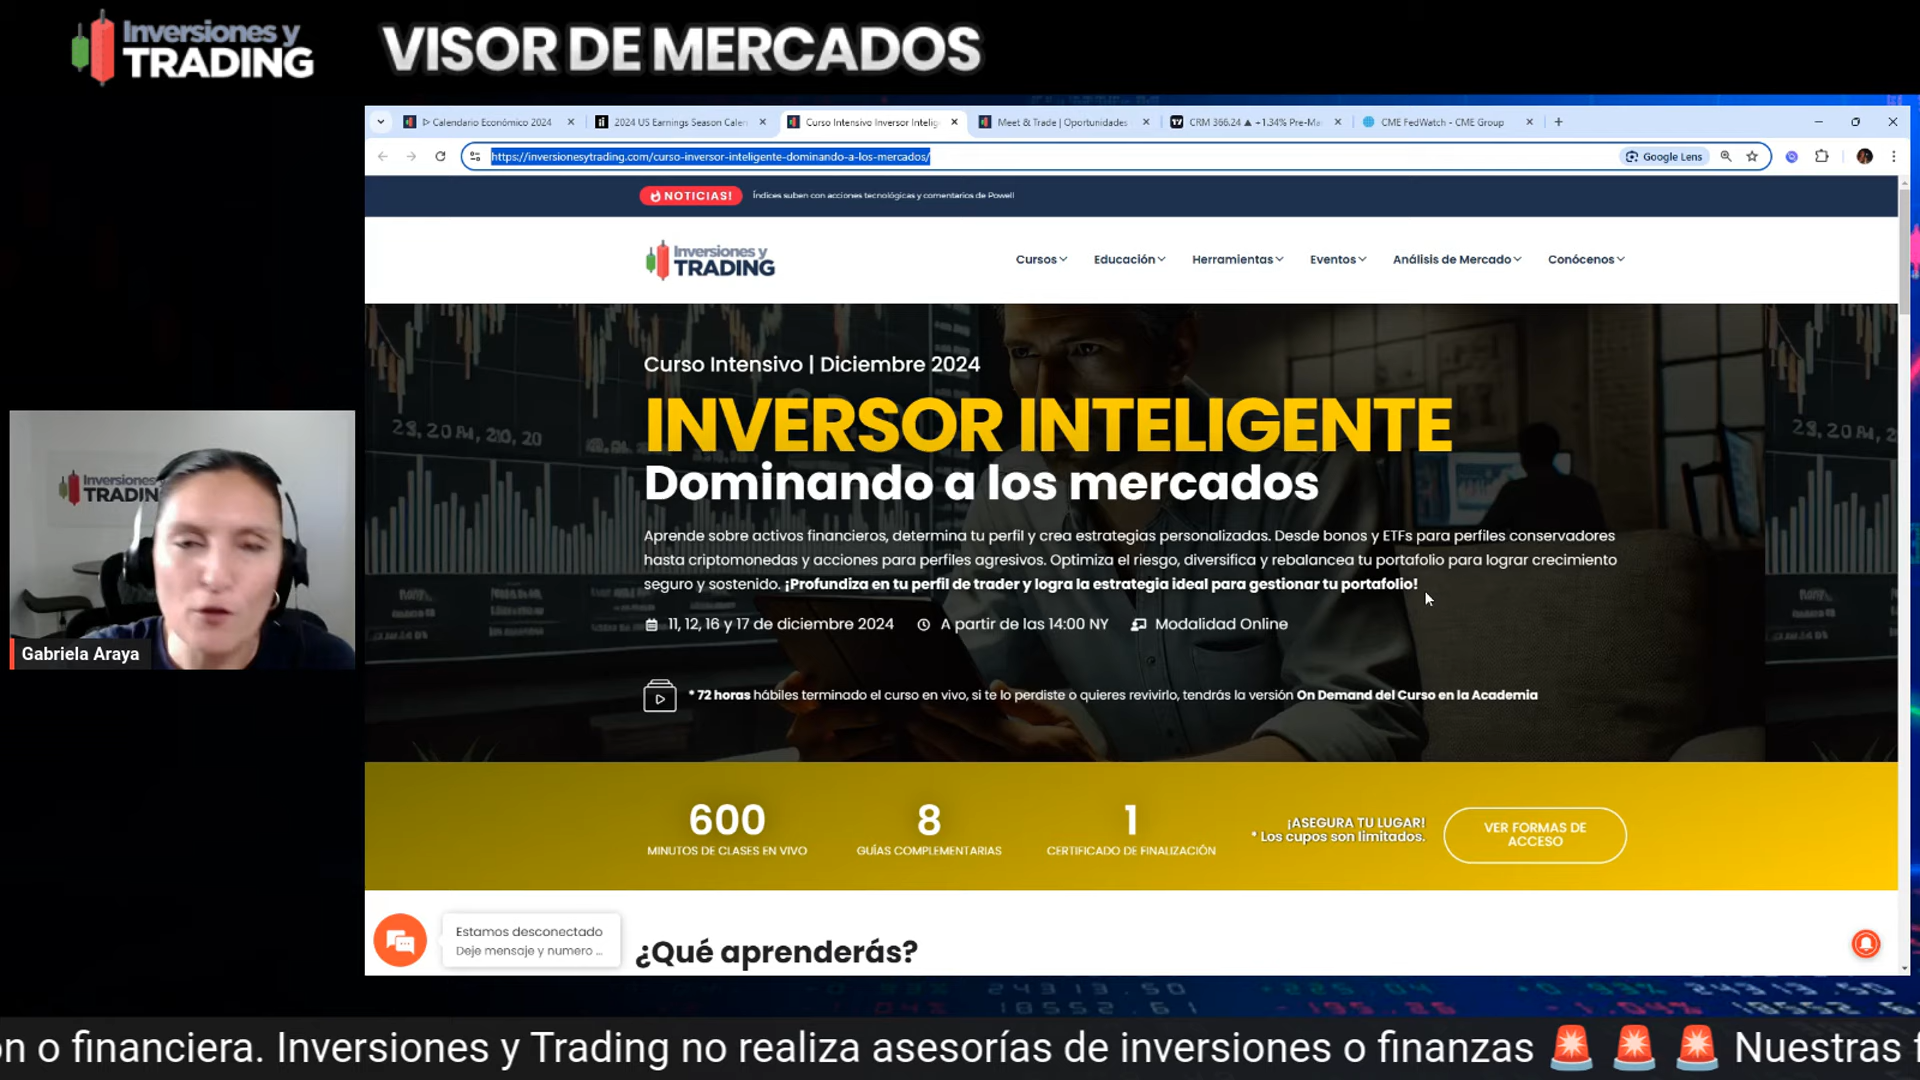 Inversiones y
TRADING
VISOR DE MERCADOS
▷ Calendario Económico 2024
2024 US Earnings Season Calen
Curso Intensivo Inversor Intelig
Meet & Trade | Oportunidades
CRM 366.24 ▲ +1.34% Pre-Ma
CME FedWatch - CME Group
https://inversionesytrading.com/curso-inversor-inteligente-dominando-a-los-mercados/
Google Lens
NOTICIAS!
Índices suben con acciones tecnológicas y comentarios de Powell
Inversiones y
TRADING
Cursos
Educación
Herramientas
Eventos
Análisis de Mercado
Conócenos
Curso Intensivo | Diciembre 2024
INVERSOR INTELIGENTE
Dominando a los mercados
Aprende sobre activos financieros, determina tu perfil y crea estrategias personalizadas. Desde bonos y ETFs para perfiles conservadores
hasta criptomonedas y acciones para perfiles agresivos. Optimiza el riesgo, diversifica y rebalancea tu portafolio para lograr crecimiento
seguro y sostenido. ¡Profundiza en tu perfil de trader y logra la estrategia ideal para gestionar tu portafolio!
11, 12, 16 y 17 de diciembre 2024
A partir de las 14:00 NY
Modalidad Online
* 72 horas hábiles terminado el curso en vivo, si te lo perdiste o quieres revivirlo, tendrás la versión On Demand del Curso en la Academia
600
MINUTOS DE CLASES EN VIVO
8
GUÍAS COMPLEMENTARIAS
1
CERTIFICADO DE FINALIZACIÓN
¡ASEGURA TU LUGAR!
* Los cupos son limitados.
VER FORMAS DE
ACCESO
Estamos desconectado
Deje mensaje y numero ...
¿Qué aprenderás?
Inversiones
TRADIN
Gabriela Araya
n o financiera. Inversiones y Trading no realiza asesorías de inversiones o finanzas 🚨 🚨 🚨 Nuestras f